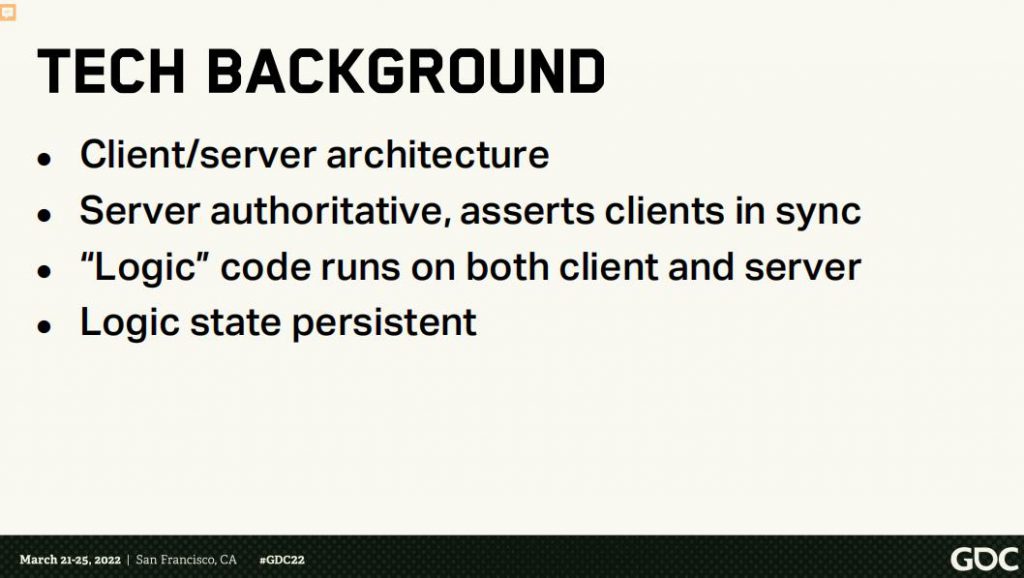 TECH BACKGROUND
• Client/server architecture
• Server authoritative, asserts clients in sync
• “Logic” code runs on both client and server
• Logic state persistent
March 21-25, 2022 | San Francisco, CA #GDC22
GDC